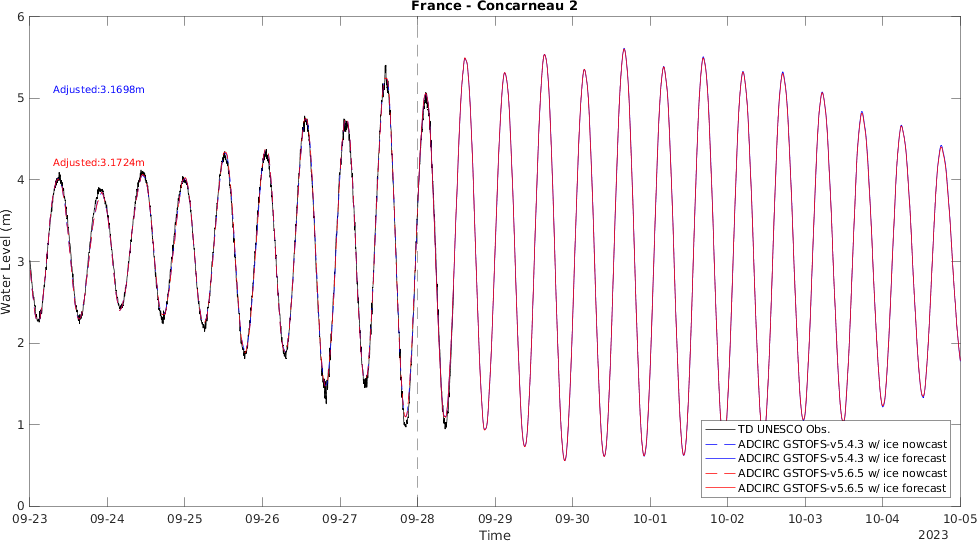 France - Concarneau 2
Water Level (m)
6
5
4
3
2
1
0
Adjusted:3.1698m
Adjusted:3.1724m
TD UNESCO Obs.
ADCIRC GSTOFS-v5.4.3 w/ ice nowcast
ADCIRC GSTOFS-v5.4.3 w/ ice forecast
ADCIRC GSTOFS-v5.6.5 w/ ice nowcast
ADCIRC GSTOFS-v5.6.5 w/ ice forecast
09-23 09-24 09-25 09-26 09-27 09-28 09-29 09-30 10-01 10-02 10-03 10-04 10-05
Time
2023